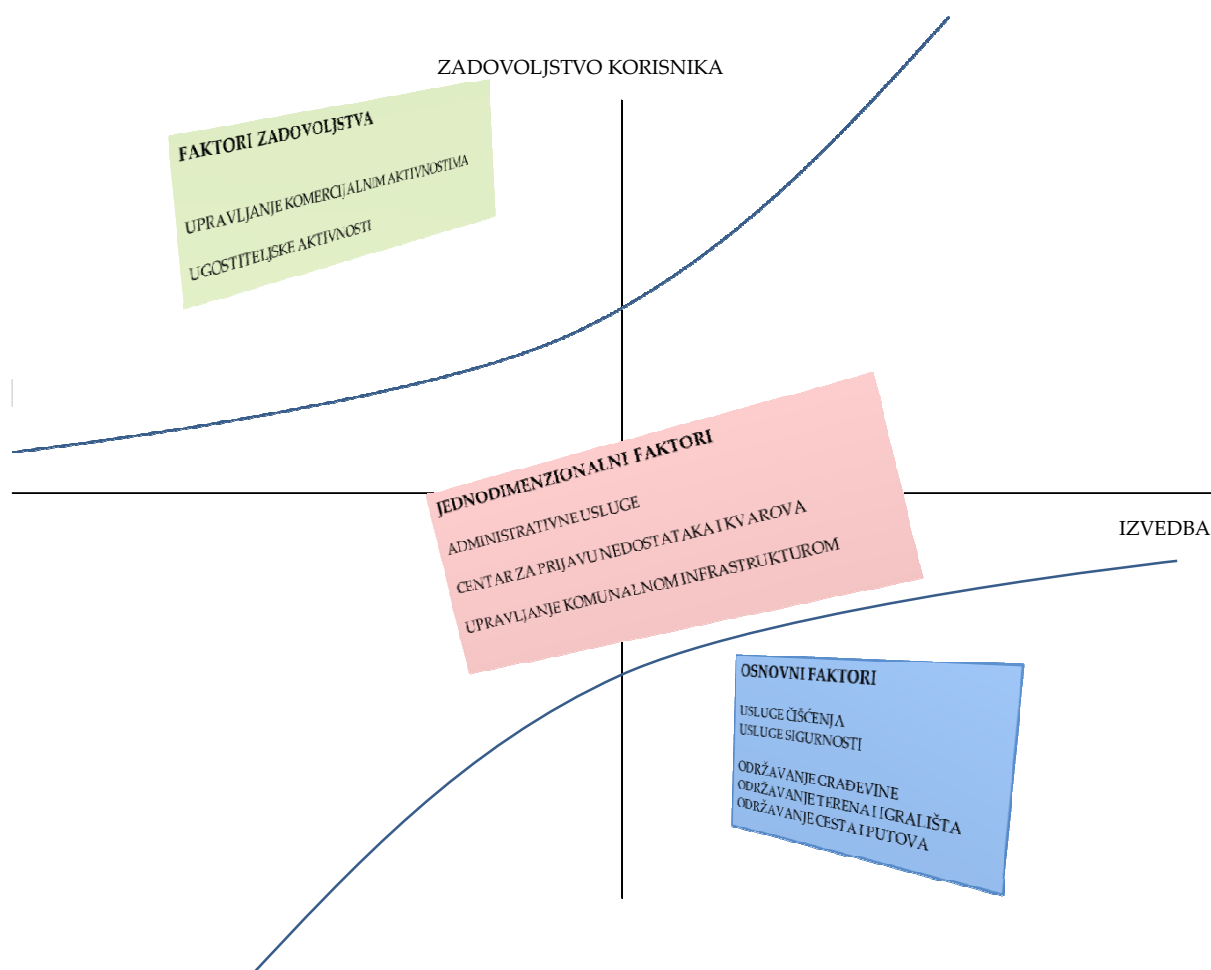 ZADOVOLJSTVO KORISNIKA
FAKTORI ZADOVOLJSTVA
UPRAVLJANJE KOMERCIJALNIM AKTIVNOSTIMA
UGOSTITELJSKE AKTIVNOSTI
JEDNODIMENZIONALNI FAKTORI
ADMINISTRATIVNE USLUGE
CENTAR ZA PRIJAVU NEDOSTATAKA I KVAROVA
UPRAVLJANJE KOMUNALNOM INFRASTRUKTUROM
IZVEDBA
OSNOVNI FAKTORI
USLUGE ČIŠĆENJA
USLUGE SIGURNOSTI
ODRŽAVANJE GRAĐEVINE
ODRŽAVANJE TERENA I IGRALIŠTA
ODRŽAVANJE CESTA I PUTOVA